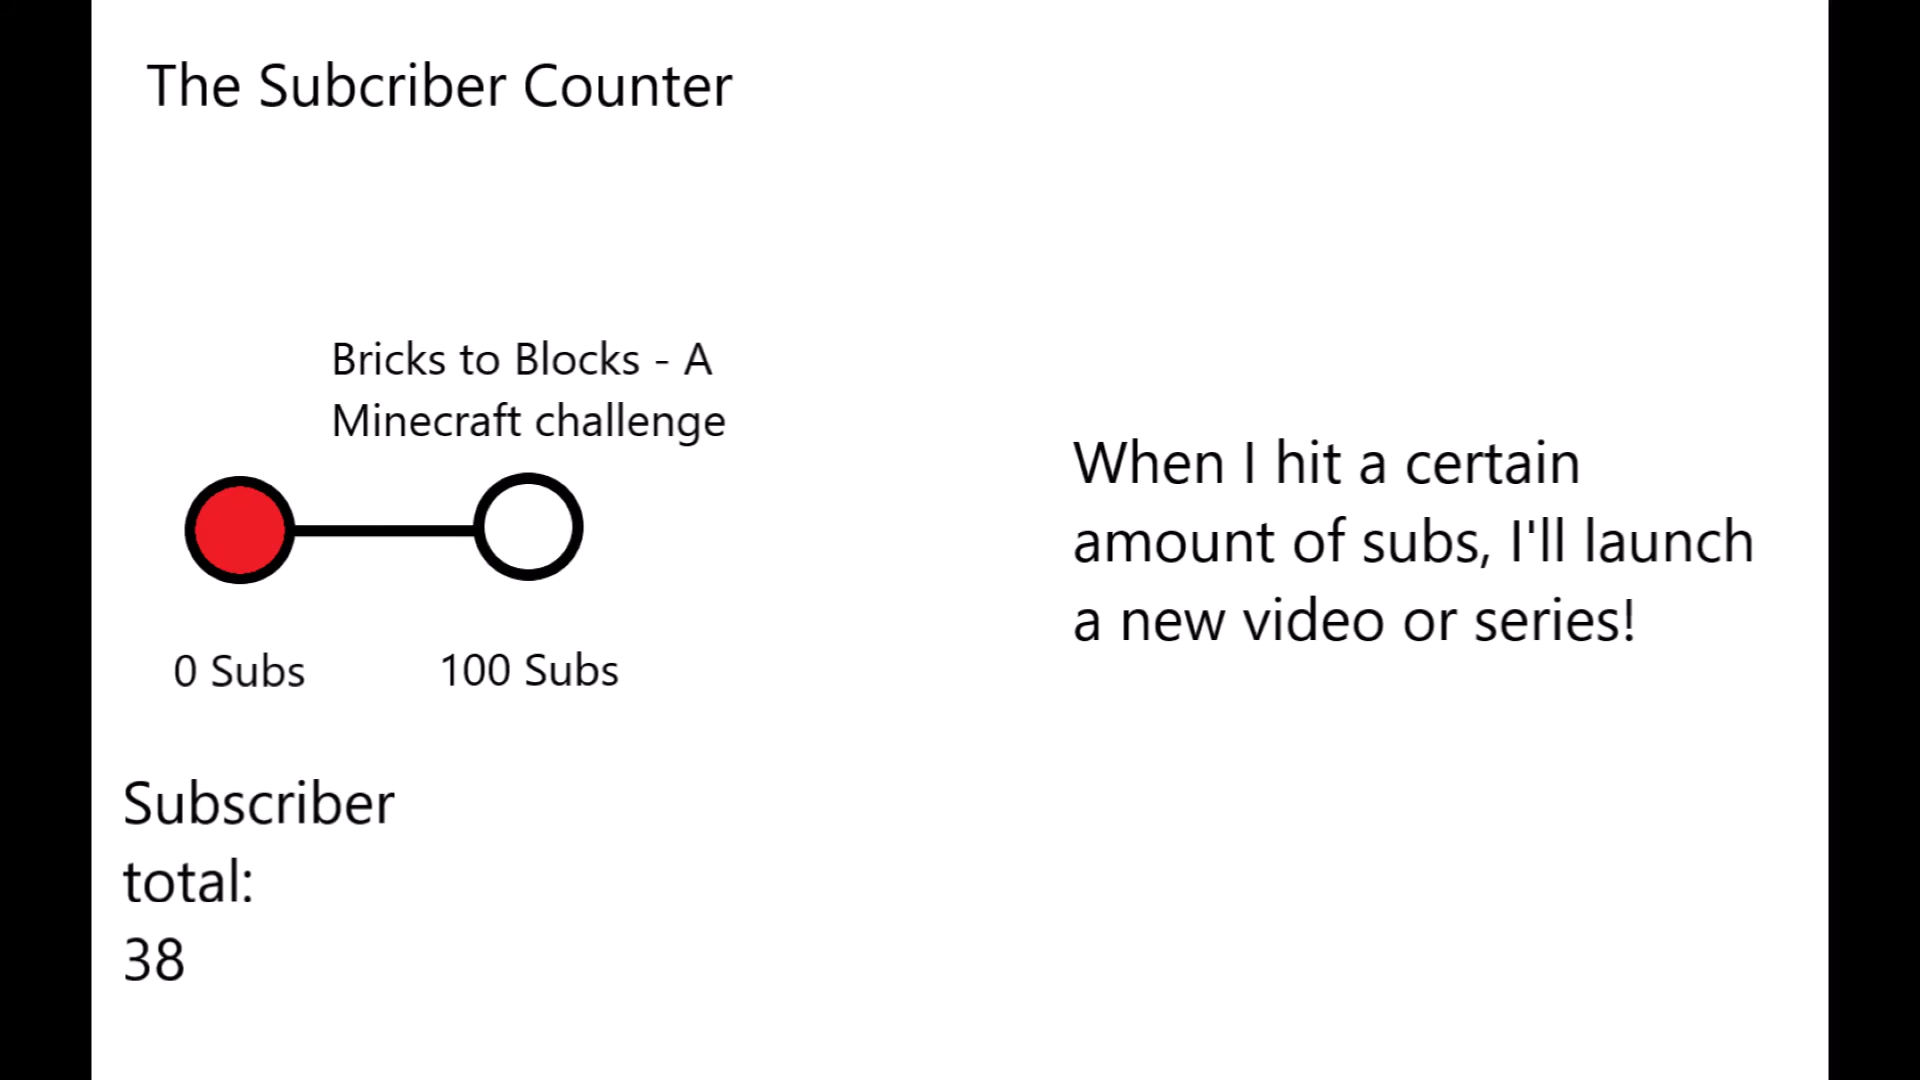 The Subcriber Counter
Bricks to Blocks - A
Minecraft challenge
0 Subs
100 Subs
Subscriber
total:
38
When I hit a certain
amount of subs, I'll launch
a new video or series!